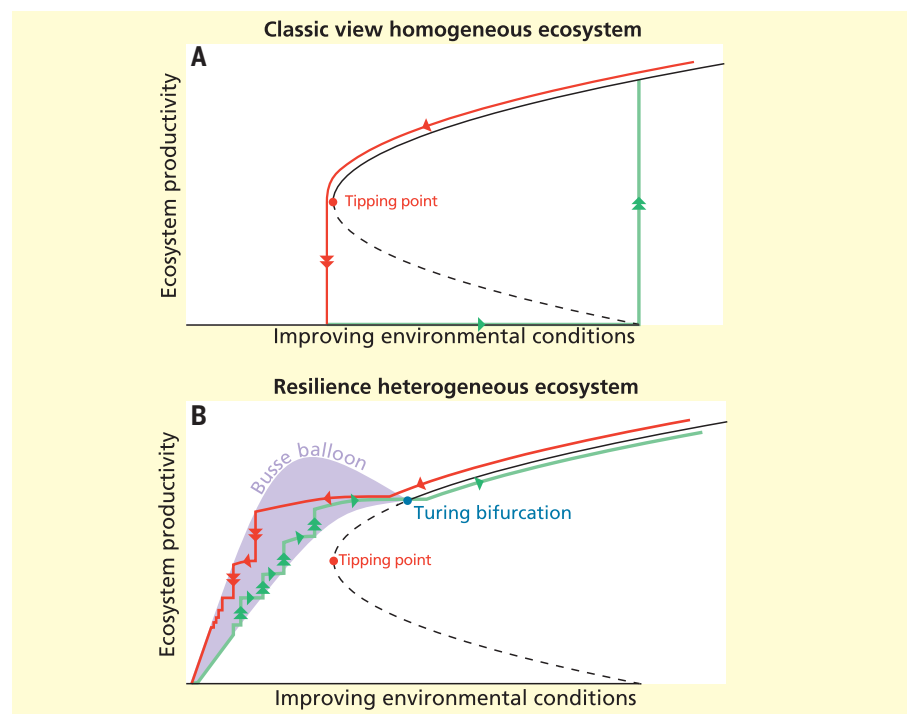 Classic view homogeneous ecosystem
A
Ecosystem productivity
Tipping point
Improving environmental conditions
Resilience heterogeneous ecosystem
B
Ecosystem productivity
Busse balloon
Turing bifurcation
Tipping point
Improving environmental conditions